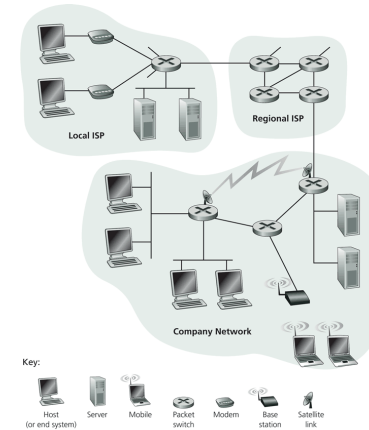 Local ISP
Regional ISP
Company Network
Key:
Host
(or end system)
Server
Mobile
Packet
switch
Modem
Base
station
Satellite
link